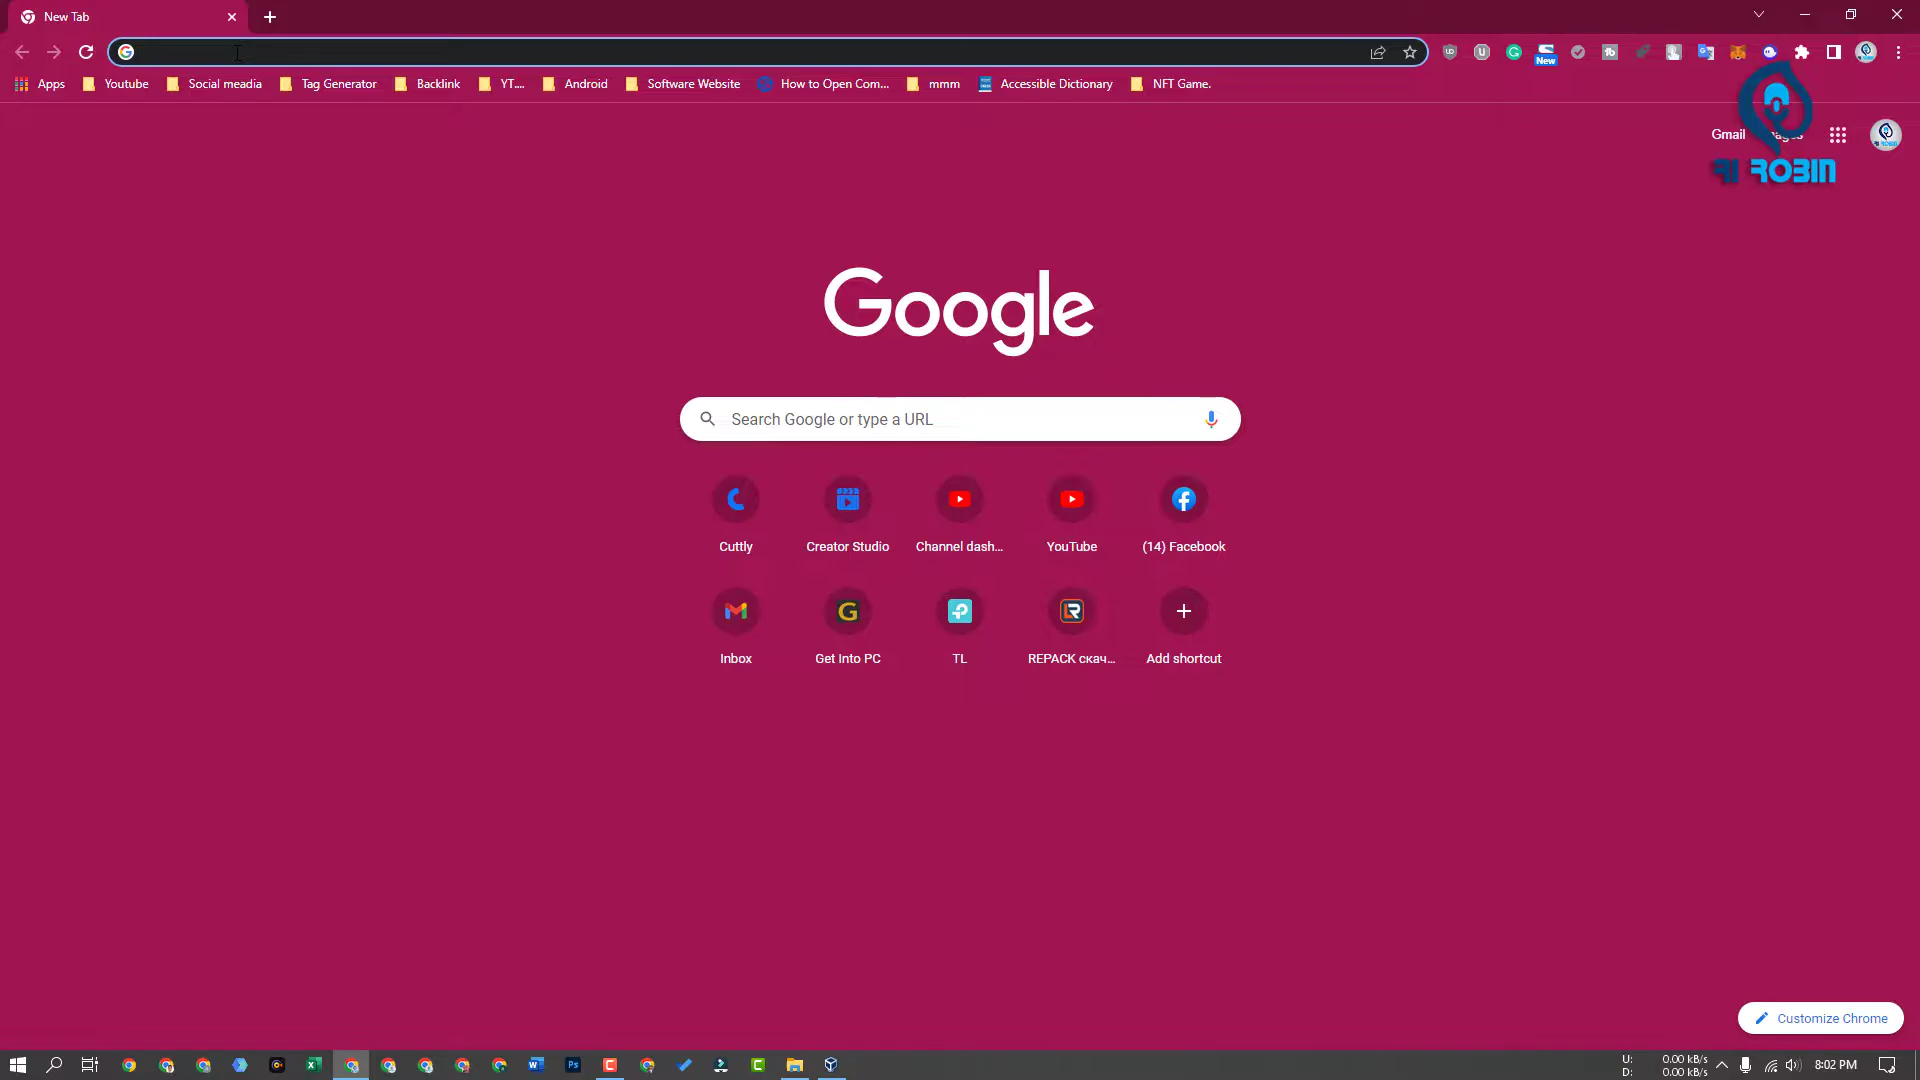 New Tab
New
Apps
Youtube
Social meadia
Tag Generator
Backlink
YT....
Android
Software Website
How to Open Com...
mmm
Accessible Dictionary
NFT Game.
Gmail
ROBIN
Google
Search Google or type a URL
Cuttly
Creator Studio
Channel dash...
YouTube
(14) Facebook
Inbox
Get Into PC
TL
REPACK скач...
Add shortcut
Customize Chrome
U: 0.00 kB/s
D: 0.00 kB/s
8:02 PM